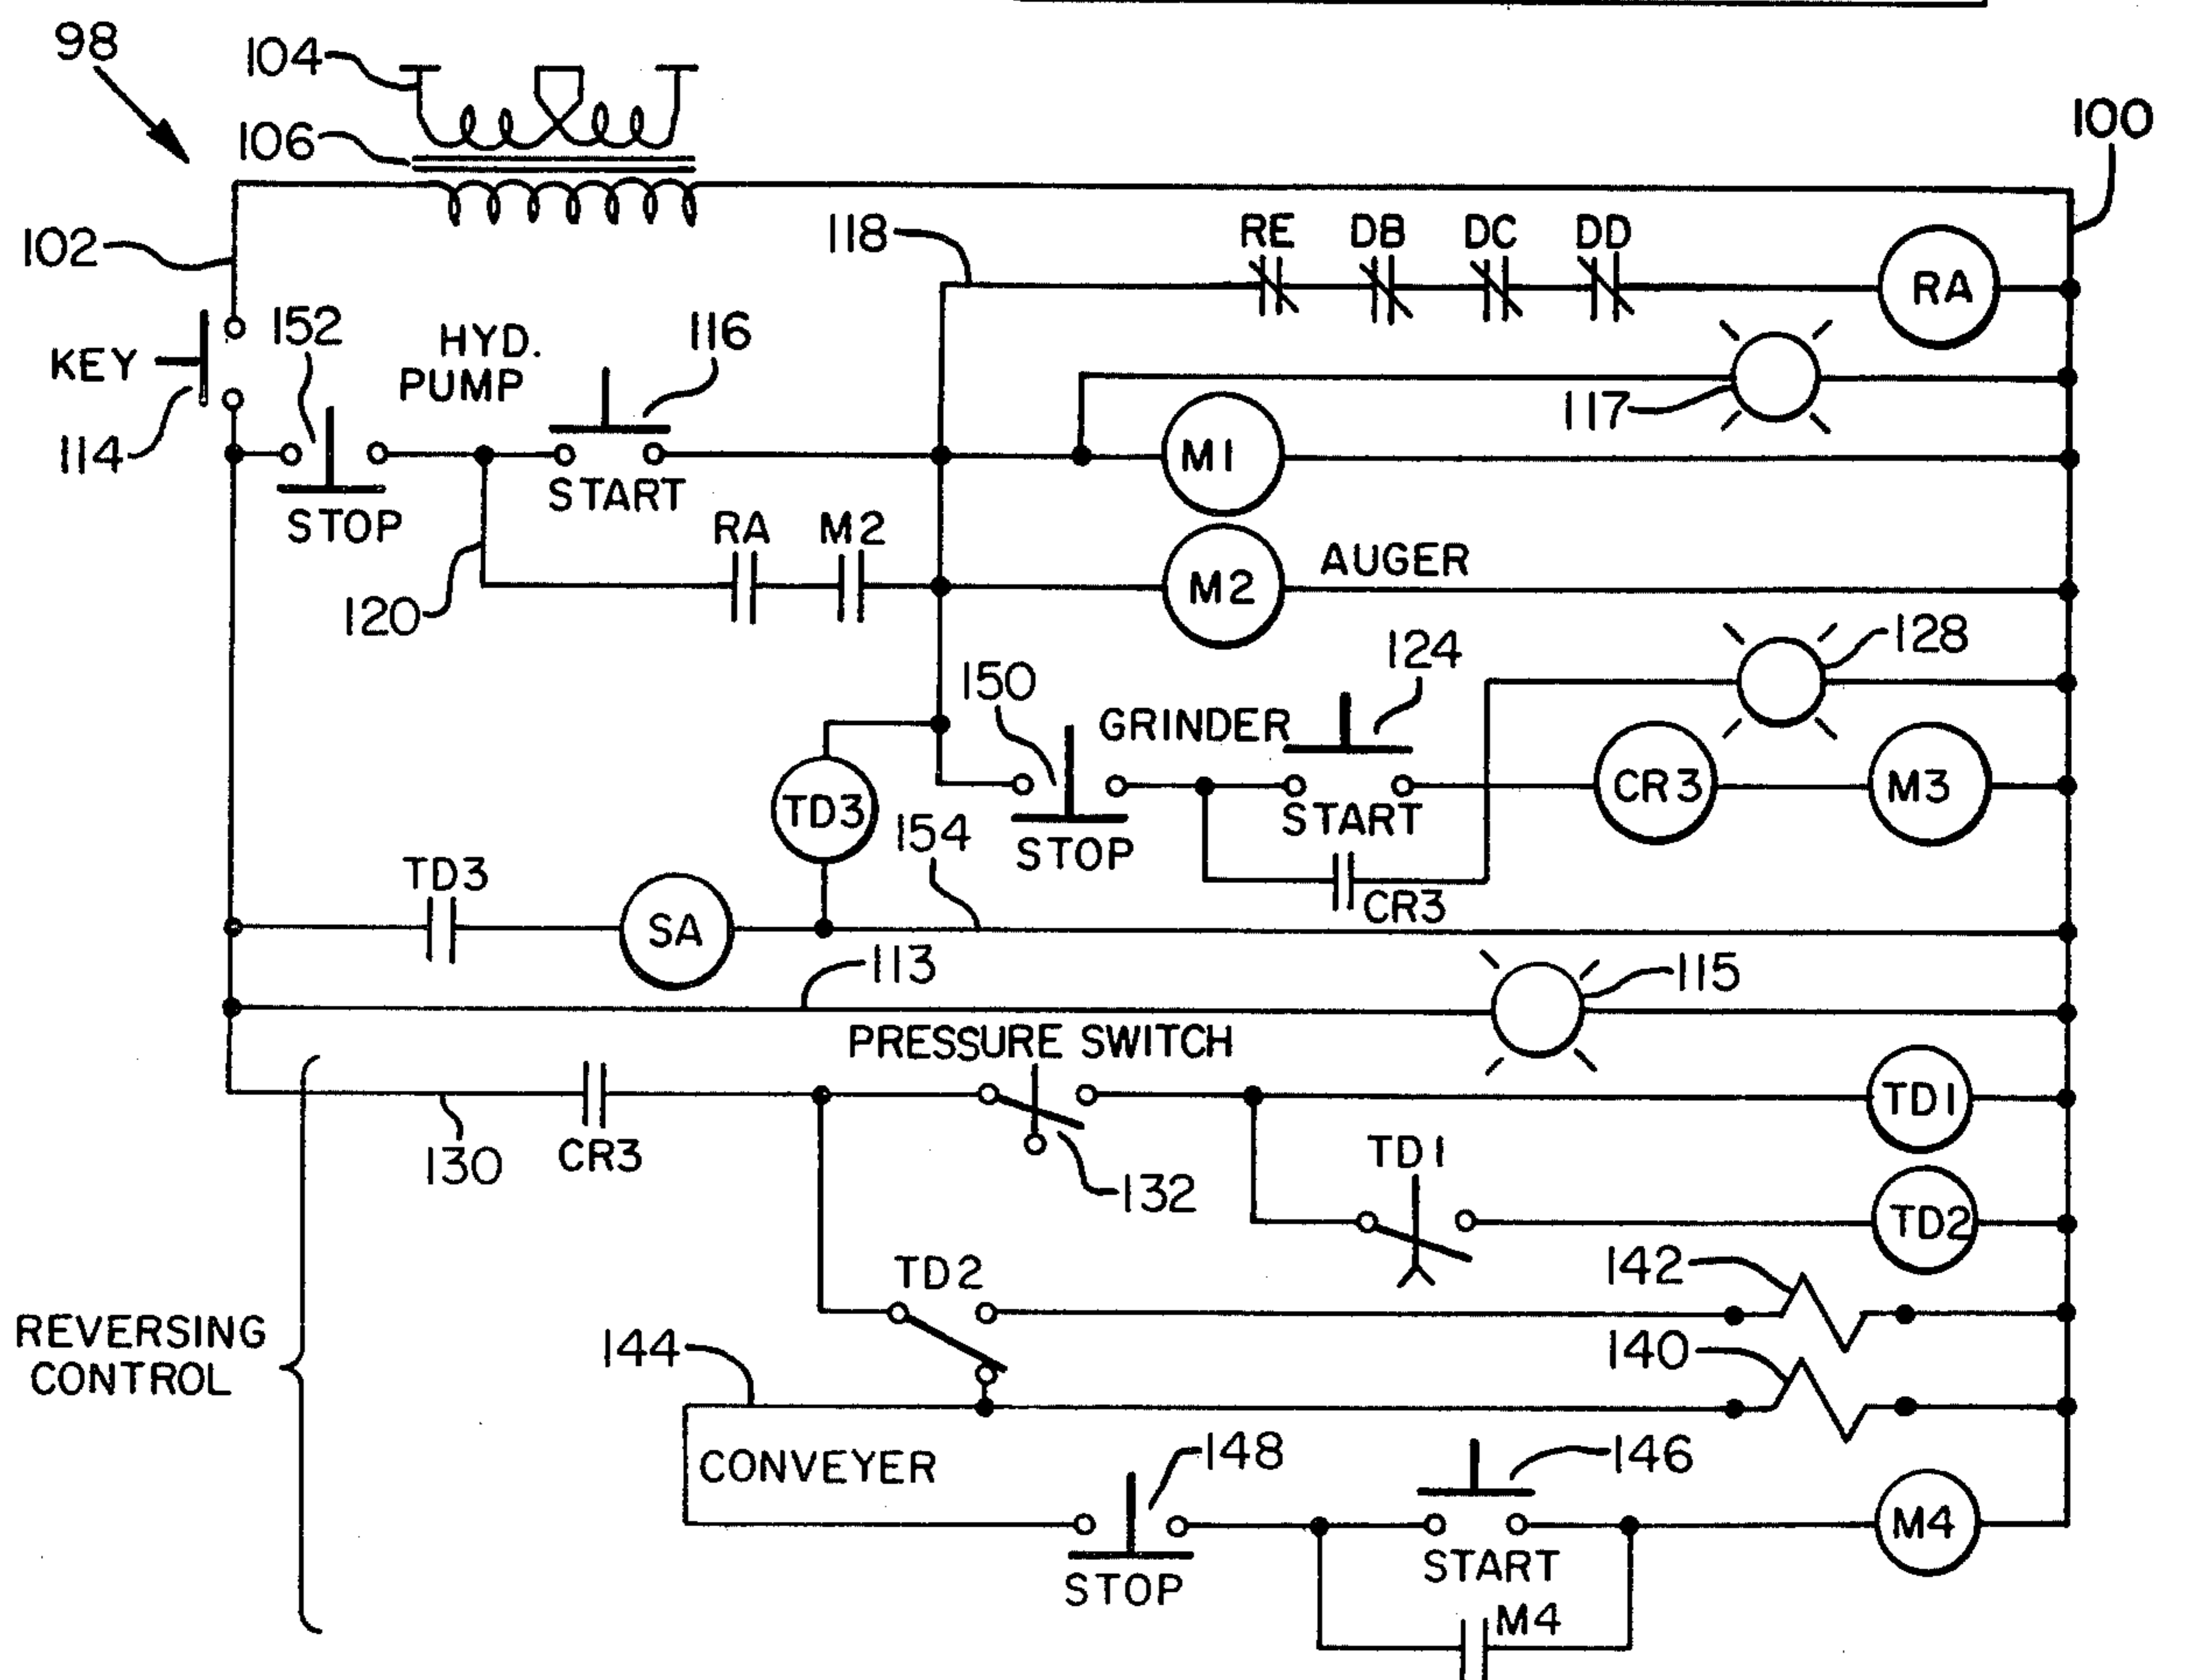 98
104
106
100
102
118
RE DB DC DD
RA
KEY
152
HYD.
PUMP
116
117
114
M1
STOP
START
RA M2
120
M2
AUGER
128
124
150
GRINDER
TD3
CR3
M3
START
154
STOP
TD3
CR3
SA
113
115
PRESSURE SWITCH
TD1
130
CR3
132
TD1
TD2
TD2
142
REVERSING
CONTROL
144
140
CONVEYER
148
146
M4
STOP
START
M4